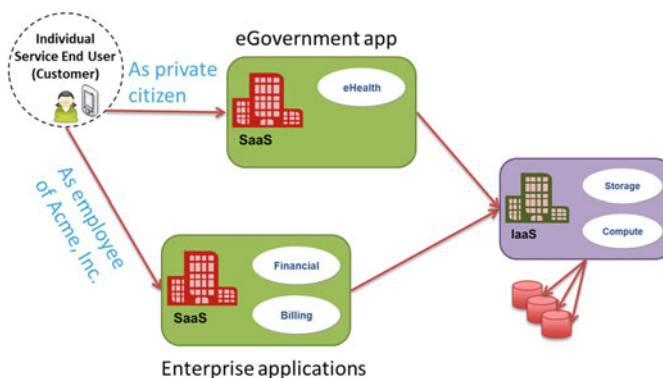 Individual
Service End User
(Customer)
As private
citizen
eGovernment app
eHealth
SaaS
As employee
of Acme, Inc.
Financial
SaaS
Billing
Enterprise applications
Storage
IaaS
Compute